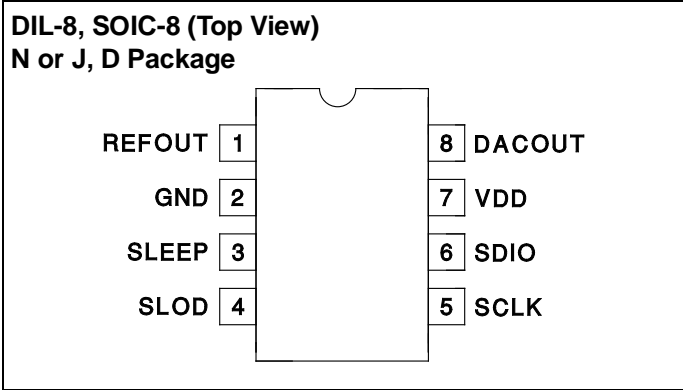 DIL-8, SOIC-8 (Top View)
N or J, D Package
REFOUT 1 8 DACOUT
GND 2 7 VDD
SLEEP 3 6 SDIO
SLOD 4 5 SCLK